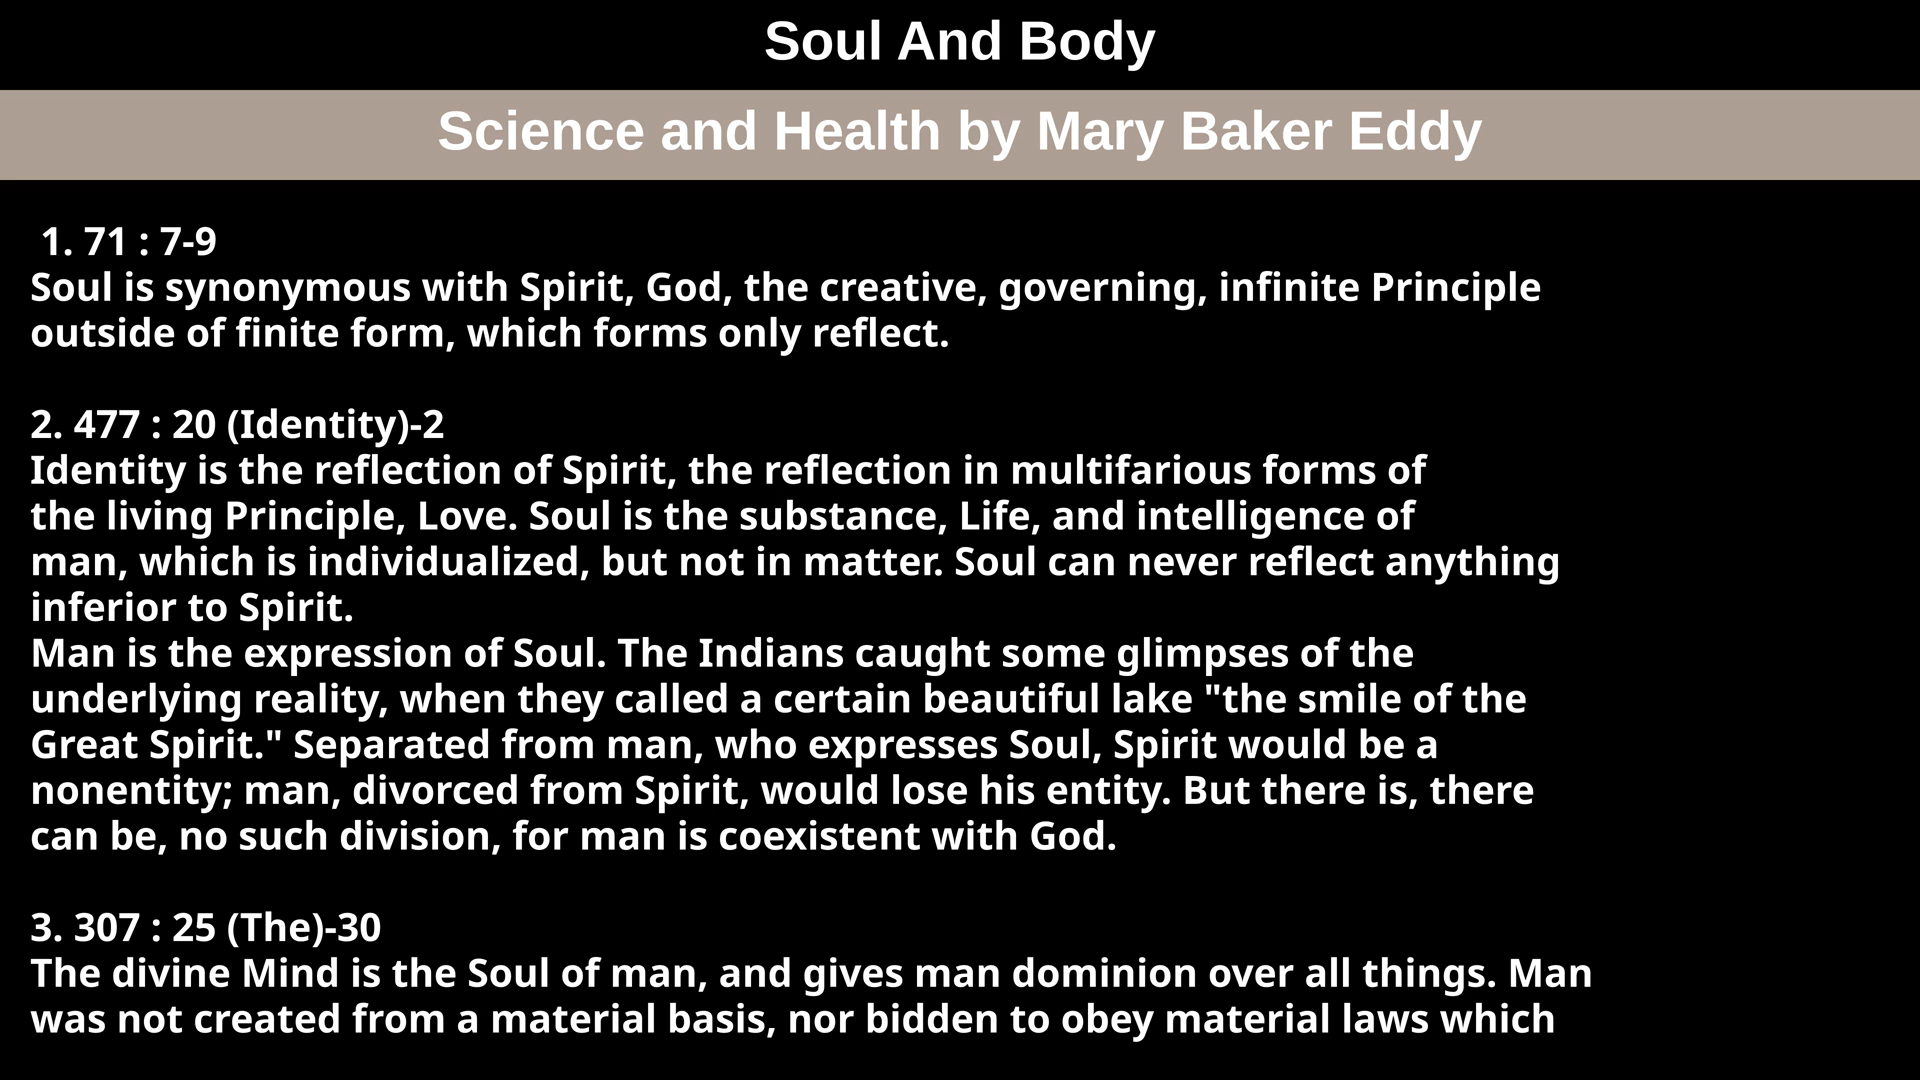 Soul And Body
Science and Health by Mary Baker Eddy
1. 71 : 7-9
Soul is synonymous with Spirit, God, the creative, governing, infinite Principle
outside of finite form, which forms only reflect.
2. 477 : 20 (Identity)-2
Identity is the reflection of Spirit, the reflection in multifarious forms of
the living Principle, Love. Soul is the substance, Life, and intelligence of
man, which is individualized, but not in matter. Soul can never reflect anything
inferior to Spirit.
Man is the expression of Soul. The Indians caught some glimpses of the
underlying reality, when they called a certain beautiful lake "the smile of the
Great Spirit." Separated from man, who expresses Soul, Spirit would be a
nonentity; man, divorced from Spirit, would lose his entity. But there is, there
can be, no such division, for man is coexistent with God.
3. 307 : 25 (The)-30
The divine Mind is the Soul of man, and gives man dominion over all things. Man
was not created from a material basis, nor bidden to obey material laws which